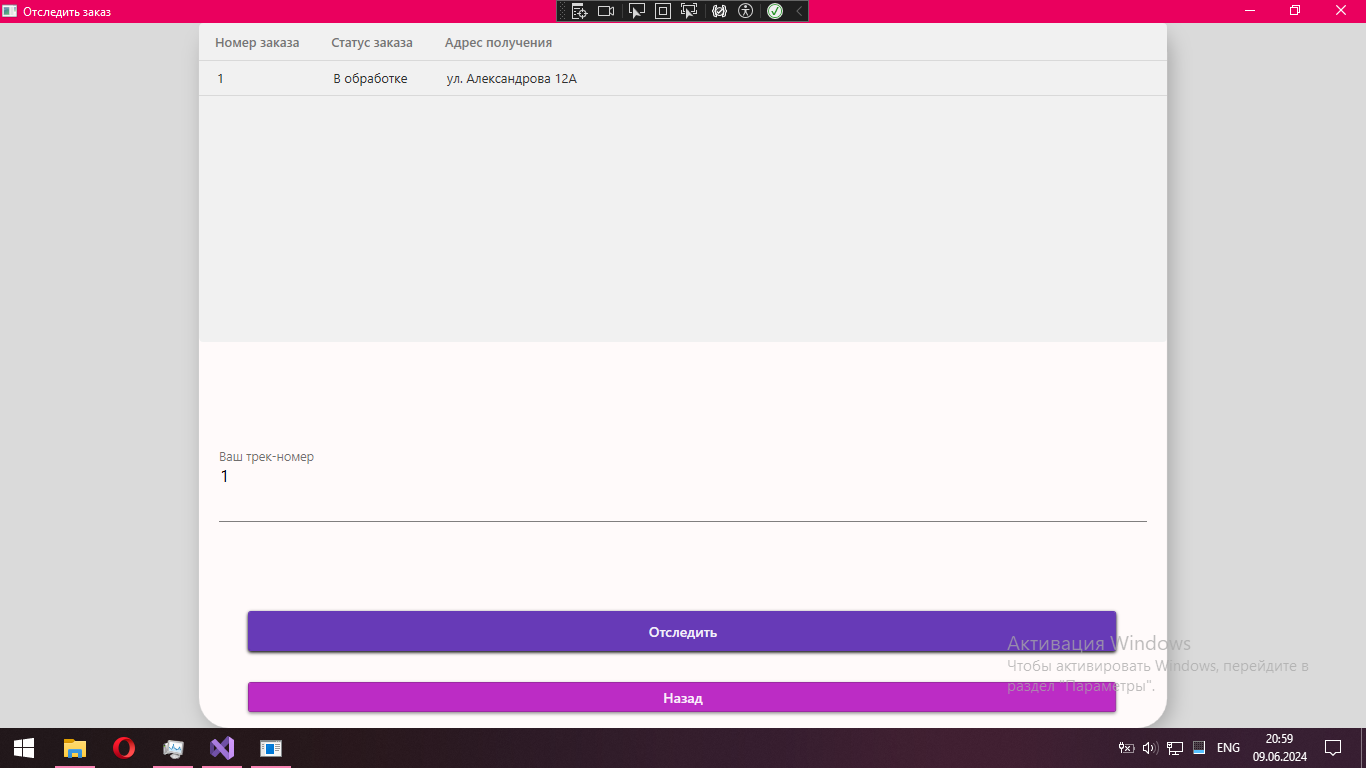 Отследить заказ
Номер заказа Статус заказа Адрес получения
1 В обработке ул. Александрова 12А
Ваш трек-номер
1
Отследить
Назад
Активация Windows
Чтобы активировать Windows, перейдите в
раздел "Параметры".
ENG
20:59
09.06.2024